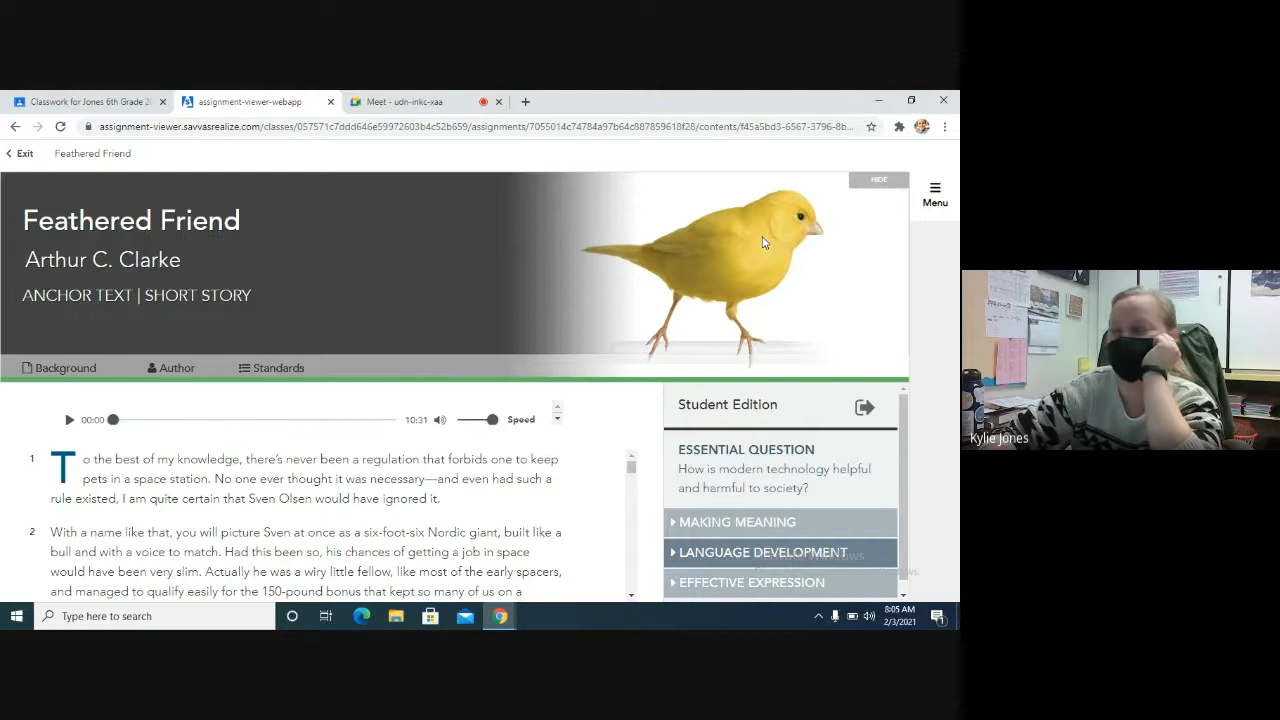 Classwork for Jones 6th Grade 2
assignment-viewer-webapp
Meet - udn-inkc-xaa
assignment-viewer.savvasrealize.com/classes/057571c7ddd646e59972603b4c52b659/assignments/7055014c74784a97b64c887859618f28/contents/f45a5bd3-6567-3796-8b...
Exit
Feathered Friend
HIDE
Menu
Feathered Friend
Arthur C. Clarke
ANCHOR TEXT | SHORT STORY
Background
Author
Standards
00:00
10:31
Speed
1
To the best of my knowledge, there's never been a regulation that forbids one to keep
pets in a space station. No one ever thought it was necessary—and even had such a
rule existed, I am quite certain that Sven Olsen would have ignored it.
2
With a name like that, you will picture Sven at once as a six-foot-six Nordic giant, built like a
bull and with a voice to match. Had this been so, his chances of getting a job in space
would have been very slim. Actually he was a wiry little fellow, like most of the early spacers,
and managed to qualify easily for the 150-pound bonus that kept so many of us on a
Student Edition
ESSENTIAL QUESTION
How is modern technology helpful
and harmful to society?
MAKING MEANING
LANGUAGE DEVELOPMENT
EFFECTIVE EXPRESSION
Type here to search
8:05 AM
2/3/2021
1
Kylie Jones